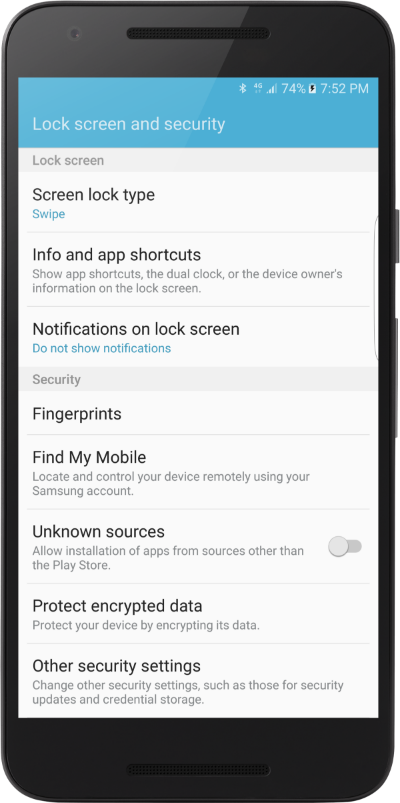 4G 74% 7:52 PM
Lock screen and security
Lock screen
Screen lock type
Swipe
Info and app shortcuts
Show app shortcuts, the dual clock, or the device owner's
information on the lock screen.
Notifications on lock screen
Do not show notifications
Security
Fingerprints
Find My Mobile
Locate and control your device remotely using your
Samsung account.
Unknown sources
Allow installation of apps from sources other than
the Play Store.
Protect encrypted data
Protect your device by encrypting its data.
Other security settings
Change other security settings, such as those for security
updates and credential storage.